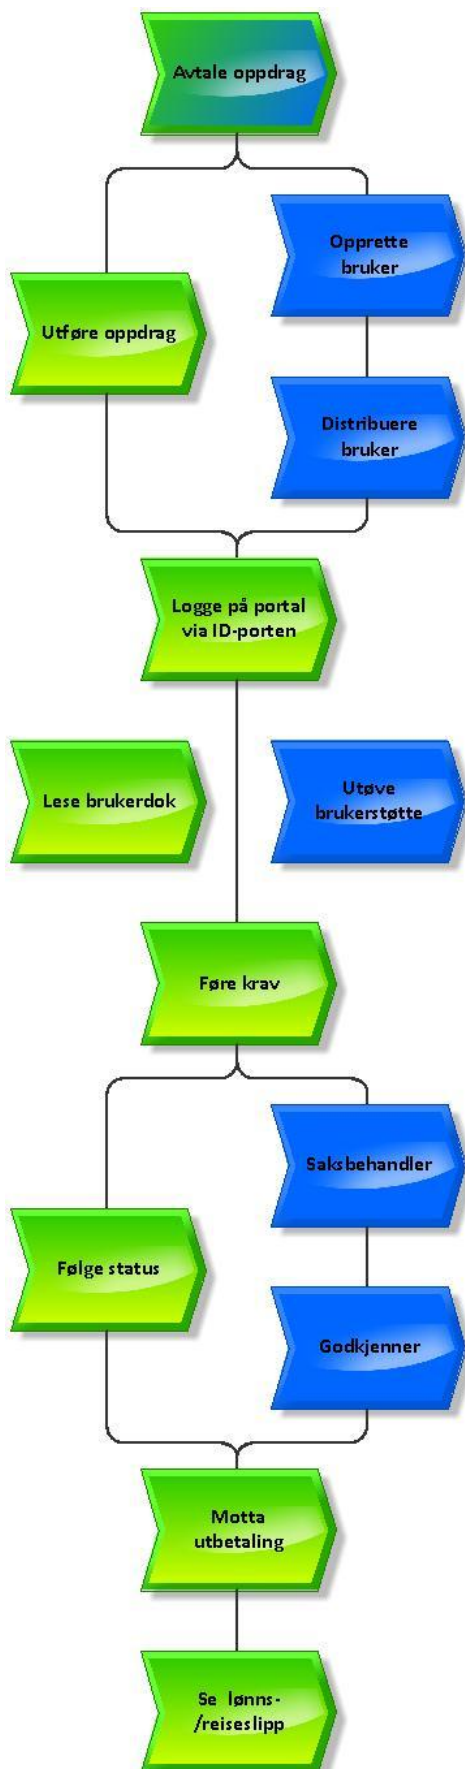 Avtale oppdrag
Opprette
bruker
Utføre oppdrag
Distribuere
bruker
Logge på portal
via ID-porten
Lese brukerdok
Utøve
brukerstøtte
Føre krav
Saksbehandler
Følge status
Godkjenner
Motta
utbetaling
Se lønns-
/reiseslipp